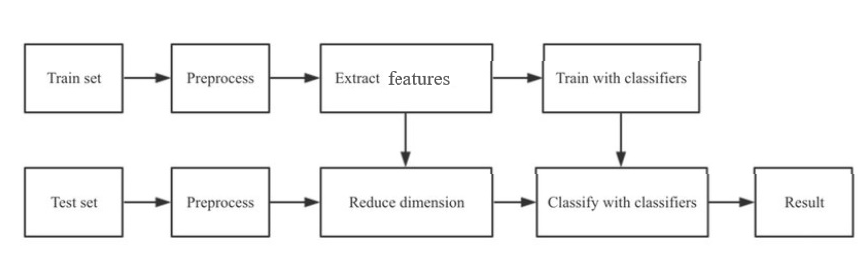 Train set
Preprocess
Extract features
Train with classifiers
Test set
Preprocess
Reduce dimension
Classify with classifiers
Result